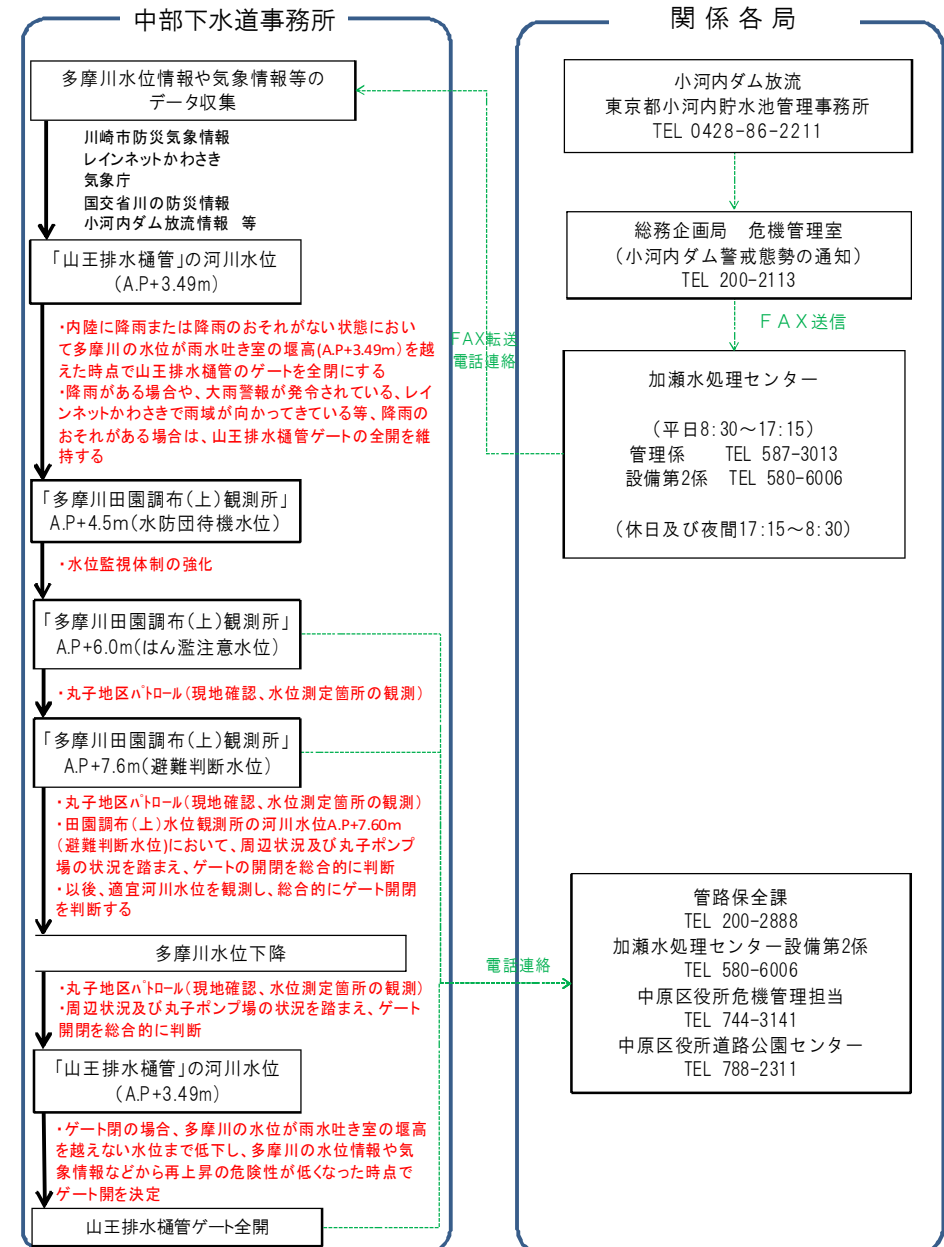 中部下水道事務所
多摩川水位情報や気象情報等の
データ収集
川崎市防災気象情報
レインネットかわさき
気象庁
国交省川の防災情報
小河内ダム放流情報　等
「山王排水樋管」の河川水位
(A.P+3.49m)
・内陸に降雨または降雨のおそれがない状態におい
て多摩川の水位が雨水吐き室の堰高(A.P+3.49m)を越
えた時点で山王排水樋管のゲートを全閉にする
・降雨がある場合や、大雨警報が発令されている、レイ
ンネットかわさきで雨域が向かってきている等、降雨の
おそれがある場合は、山王排水樋管ゲートの全開を維
持する
「多摩川田園調布(上)観測所」
A.P+4.5m(水防団待機水位)
・水位監視体制の強化
「多摩川田園調布(上)観測所」
A.P+6.0m(はん濫注意水位)
・丸子地区パトロール(現地確認、水位測定箇所の観測)
「多摩川田園調布(上)観測所」
A.P+7.6m(避難判断水位)
・丸子地区パトロール(現地確認、水位測定箇所の観測)
・田園調布(上)水位観測所の河川水位A.P+7.60m
(避難判断水位)において、周辺状況及び丸子ポンプ
場の状況を踏まえ、ゲートの開閉を総合的に判断
・以後、適宜河川水位を観測し、総合的にゲート開閉
を判断する
多摩川水位下降
・丸子地区パトロール(現地確認、水位測定箇所の観測)
・周辺状況及び丸子ポンプ場の状況を踏まえ、ゲート
開閉を総合的に判断
「山王排水樋管」の河川水位
(A.P+3.49m)
・ゲート閉の場合、多摩川の水位が雨水吐き室の堰高
を越えない水位まで低下し、多摩川の水位情報や気
象情報などから再上昇の危険性が低くなった時点で
ゲート開を決定
山王排水樋管ゲート全開
FAX転送
電話連絡
電話連絡
関係各局
小河内ダム放流
東京都小河内貯水池管理事務所
TEL 0428-86-2211
総務企画局　危機管理室
(小河内ダム警戒態勢の通知)
TEL 200-2113
ＦＡＸ送信
加瀬水処理センター
(平日8:30～17:15)
管理係　　TEL 587-3013
設備第2係　TEL 580-6006
(休日及び夜間17:15～8:30)
管路保全課
TEL 200-2888
加瀬水処理センター設備第2係
TEL 580-6006
中原区役所危機管理担当
TEL 744-3141
中原区役所道路公園センター
TEL 788-2311